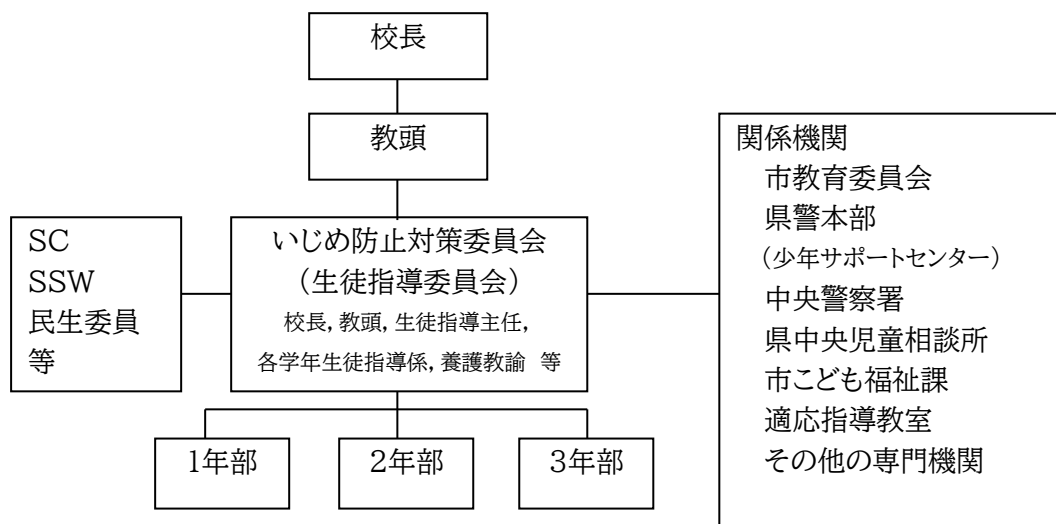 校長
教頭
SC
SSW
民生委員
等
いじめ防止対策委員会
（生徒指導委員会）
校長，教頭，生徒指導主任，
各学年生徒指導係，養護教諭　等
関係機関
市教育委員会
県警本部
（少年サポートセンター）
中央警察署
県中央児童相談所
市こども福祉課
適応指導教室
その他の専門機関
1年部
2年部
3年部